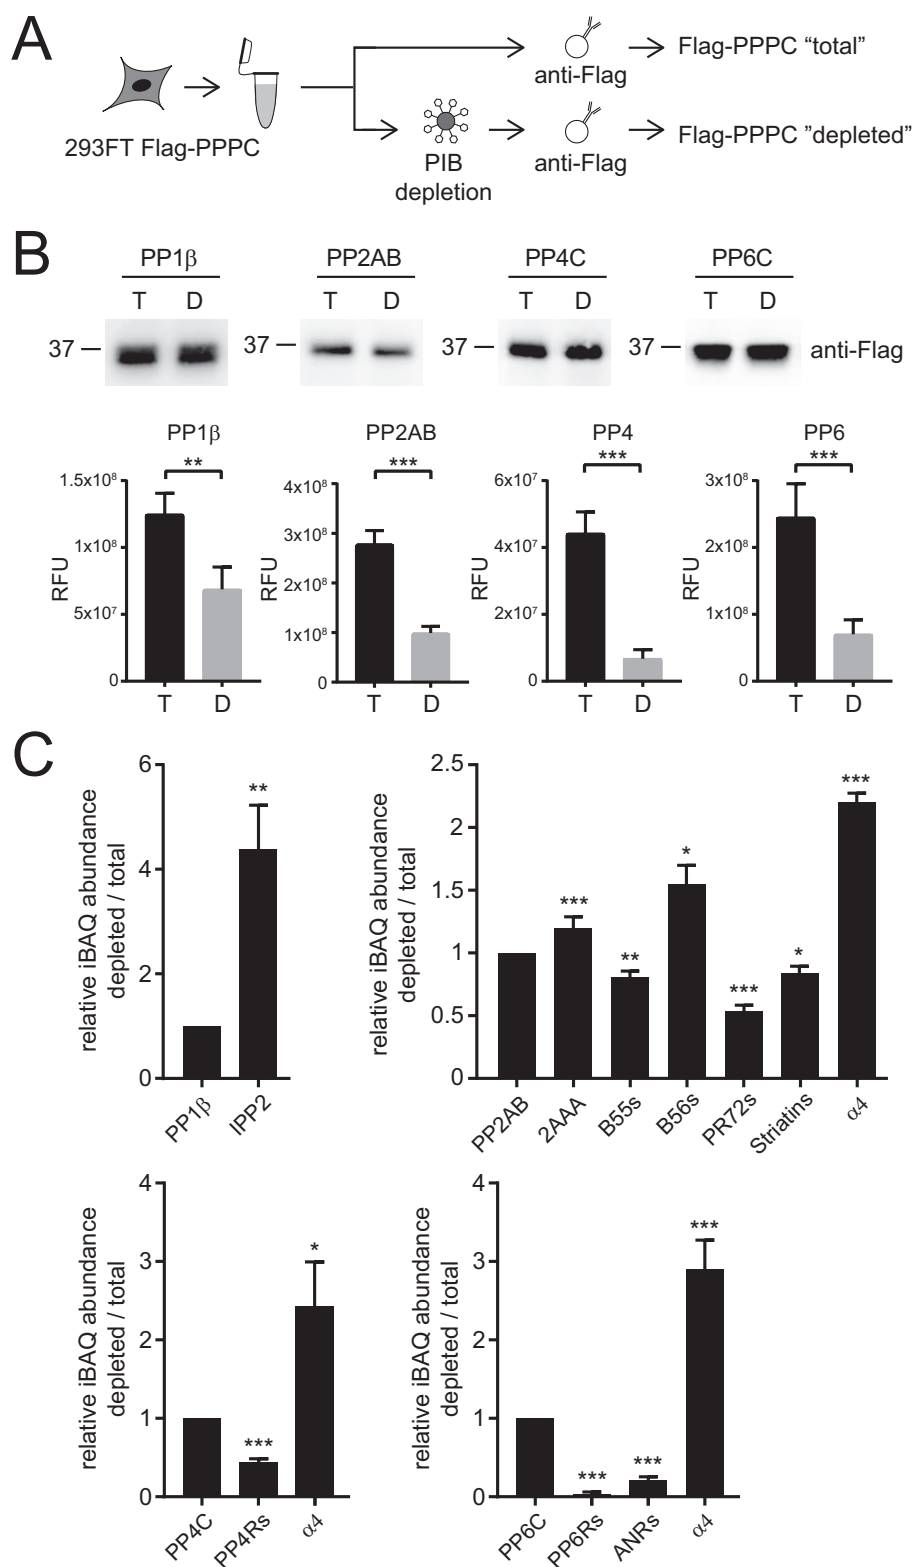 A
293FT Flag-PPPC
anti-Flag
Flag-PPPC “total”
PIB
depletion
anti-Flag
Flag-PPPC ”depleted”
B
PP1β
PP2AB
PP4C
PP6C
T D
T D
T D
T D
37
37
37
37
anti-Flag
PP1β
**
RFU
1.5x10⁸
1x10⁸
5x10⁷
0
T D
PP2AB
***
RFU
4x10⁸
3x10⁸
2x10⁸
1x10⁸
0
T D
PP4
***
RFU
6x10⁷
4x10⁷
2x10⁷
0
T D
PP6
***
RFU
3x10⁸
2x10⁸
1x10⁸
0
T D
C
relative iBAQ abundance
depleted / total
6
4
2
0
**
PP1β
IPP2
relative iBAQ abundance
depleted / total
2.5
2
1.5
1
0.5
0
***
**
*
***
*
***
PP2AB
2AAA
B55s
B56s
PR72s
Striatins
α4
relative iBAQ abundance
depleted / total
4
3
2
1
0
***
*
PP4C
PP4Rs
α4
relative iBAQ abundance
depleted / total
4
3
2
1
0
***
***
***
PP6C
PP6Rs
ANRs
α4